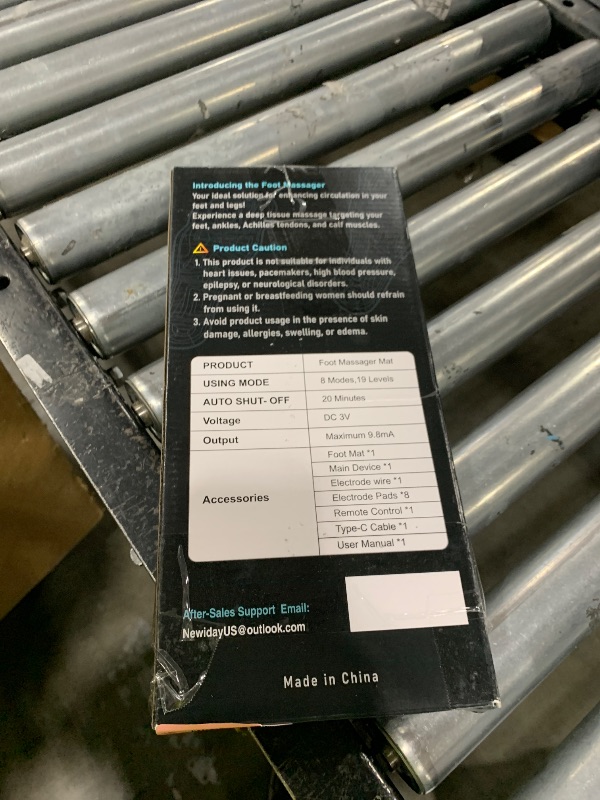 Introducing the Foot Massager
Your ideal solution for enhancing circulation in your
feet and legs!
Experience a deep tissue massage targeting your
feet, ankles, Achilles tendons, and calf muscles.
Product Caution
1. This product is not suitable for individuals with
heart issues, pacemakers, high blood pressure,
epilepsy, or neurological disorders.
2. Pregnant or breastfeeding women should refrain
from using it.
3. Avoid product usage in the presence of skin
damage, allergies, swelling, or edema.
PRODUCT Foot Massager Mat
USING MODE 8 Modes,19 Levels
AUTO SHUT- OFF 20 Minutes
Voltage DC 3V
Output Maximum 9.8mA
Accessories
Foot Mat *1
Main Device *1
Electrode wire *1
Electrode Pads *8
Remote Control *1
Type-C Cable *1
User Manual *1
After-Sales Support Email:
NewidayUS@outlook.com
Made in China